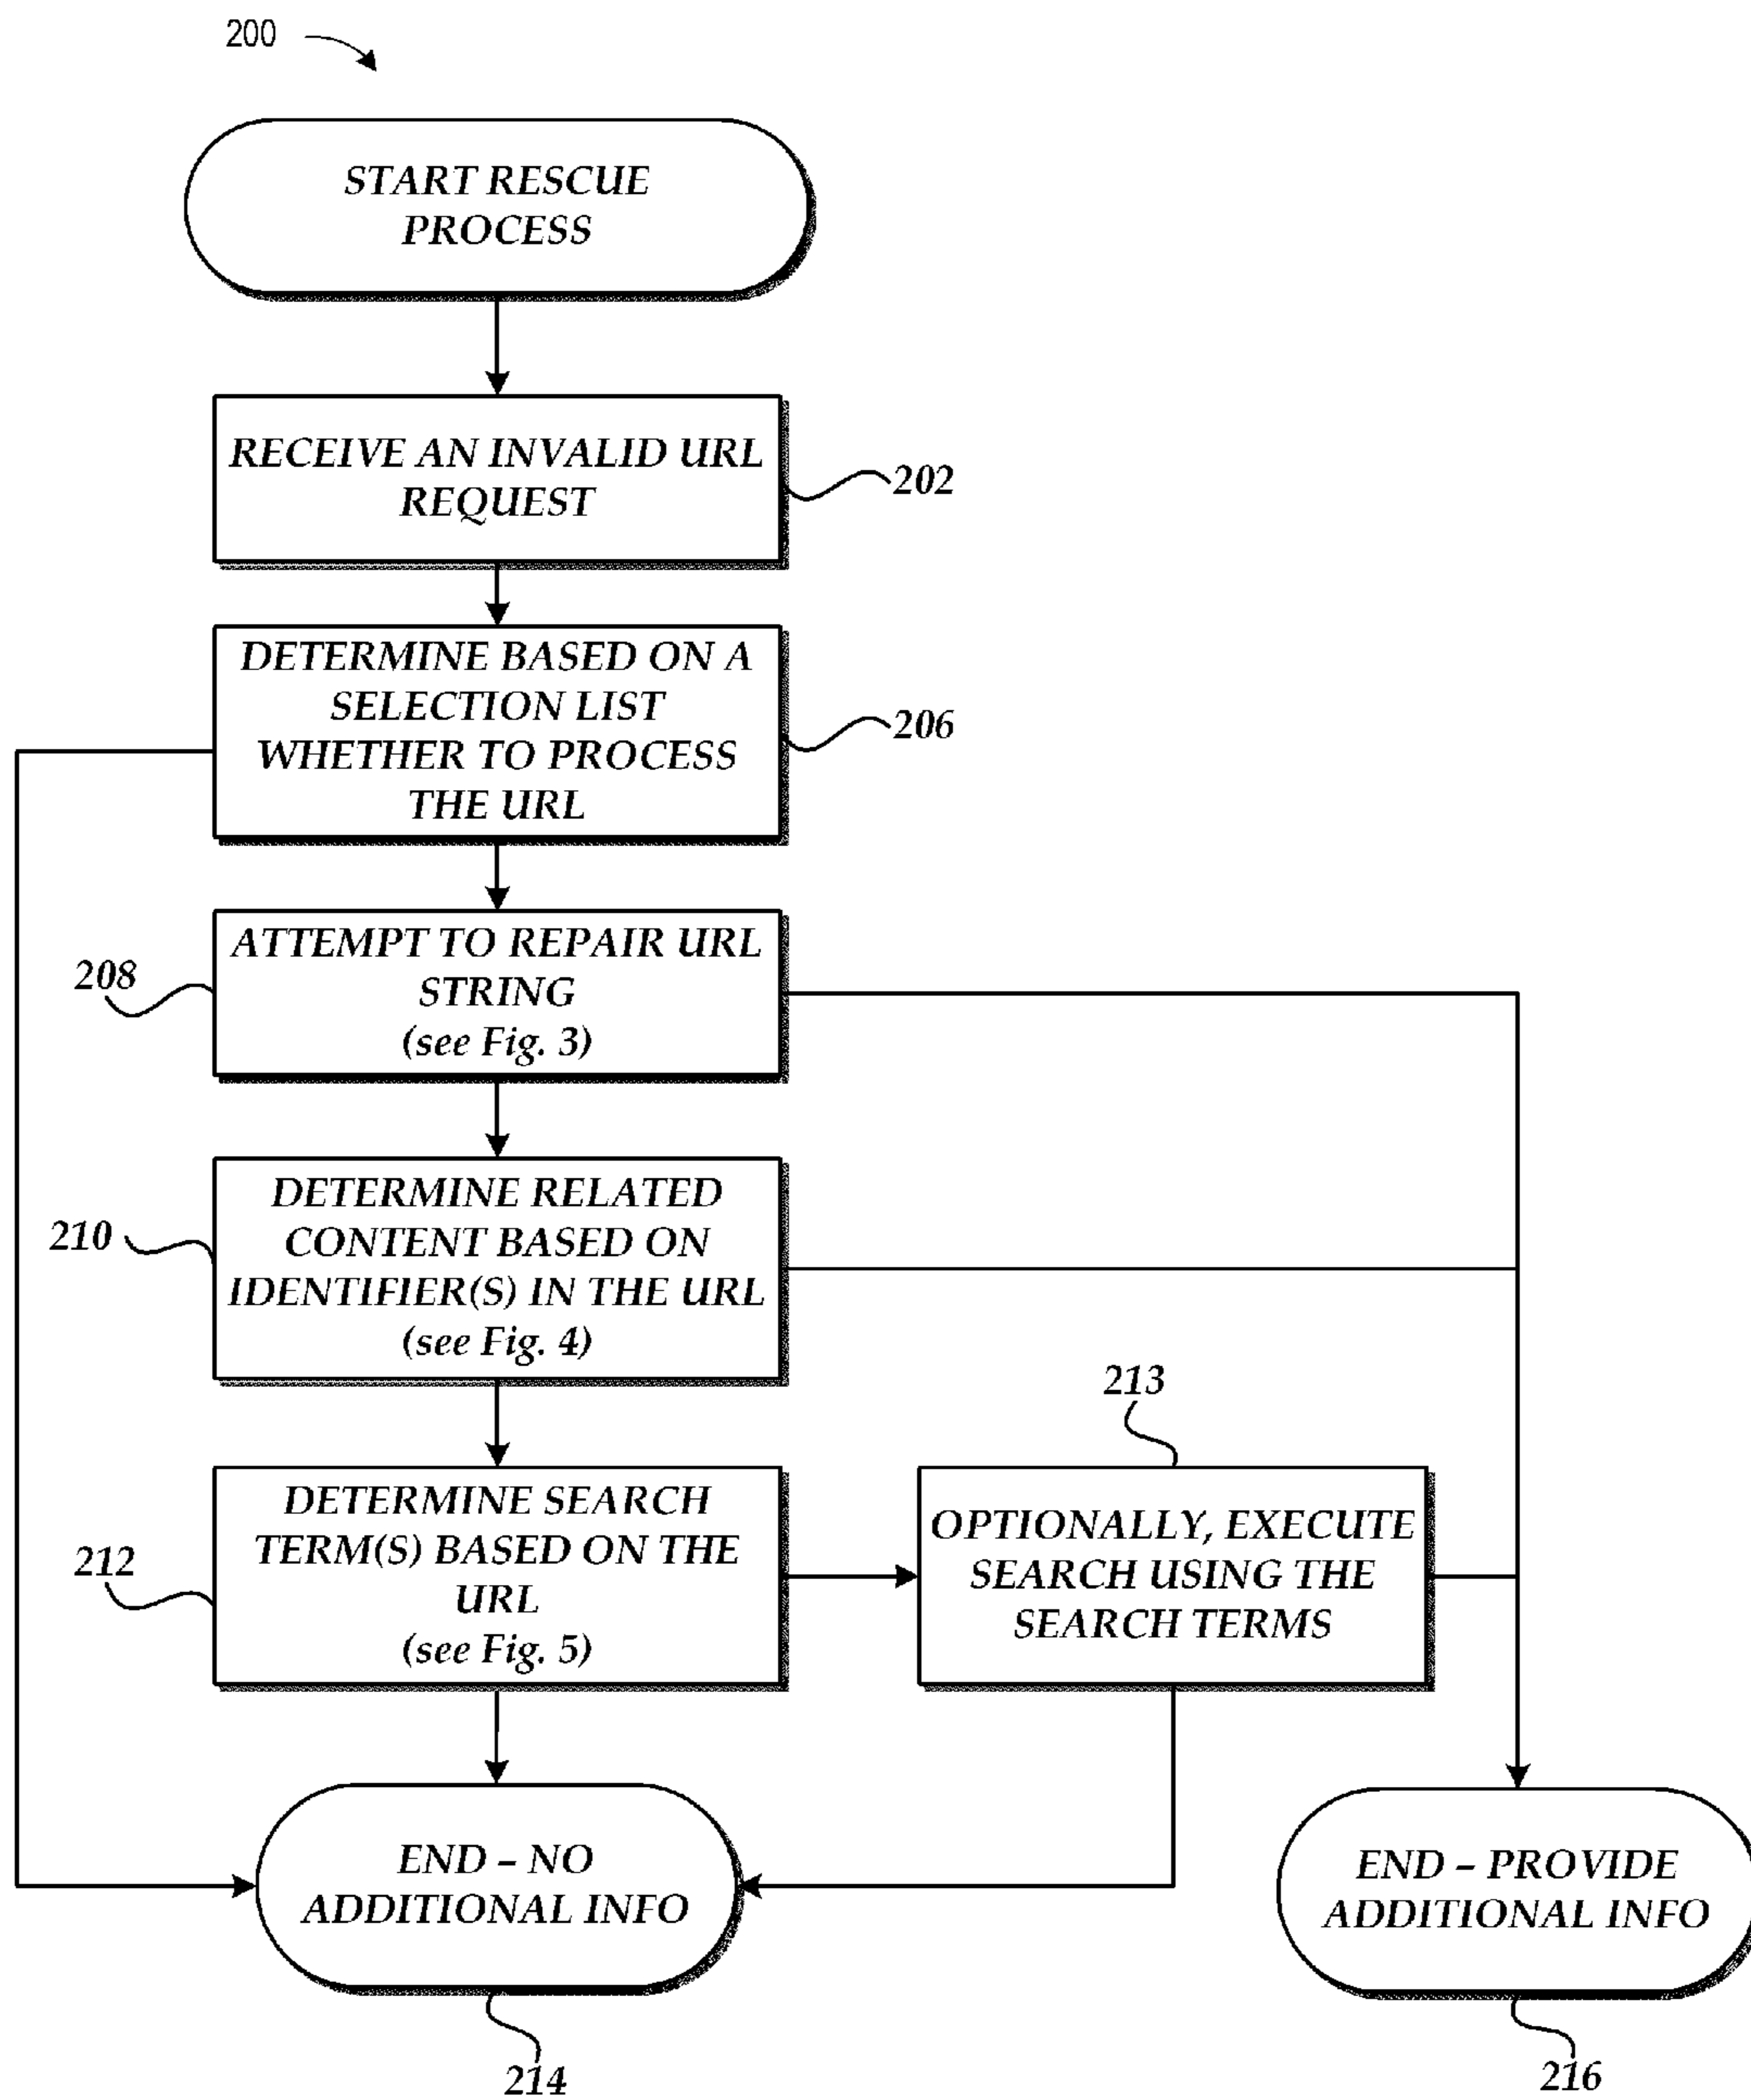 200
START RESCUE
PROCESS
RECEIVE AN INVALID URL
REQUEST
202
DETERMINE BASED ON A
SELECTION LIST
WHETHER TO PROCESS
THE URL
206
ATTEMPT TO REPAIR URL
STRING
(see Fig. 3)
208
DETERMINE RELATED
CONTENT BASED ON
IDENTIFIER(S) IN THE URL
(see Fig. 4)
210
DETERMINE SEARCH
TERM(S) BASED ON THE
URL
(see Fig. 5)
212
213
OPTIONALLY, EXECUTE
SEARCH USING THE
SEARCH TERMS
END – NO
ADDITIONAL INFO
214
END – PROVIDE
ADDITIONAL INFO
216